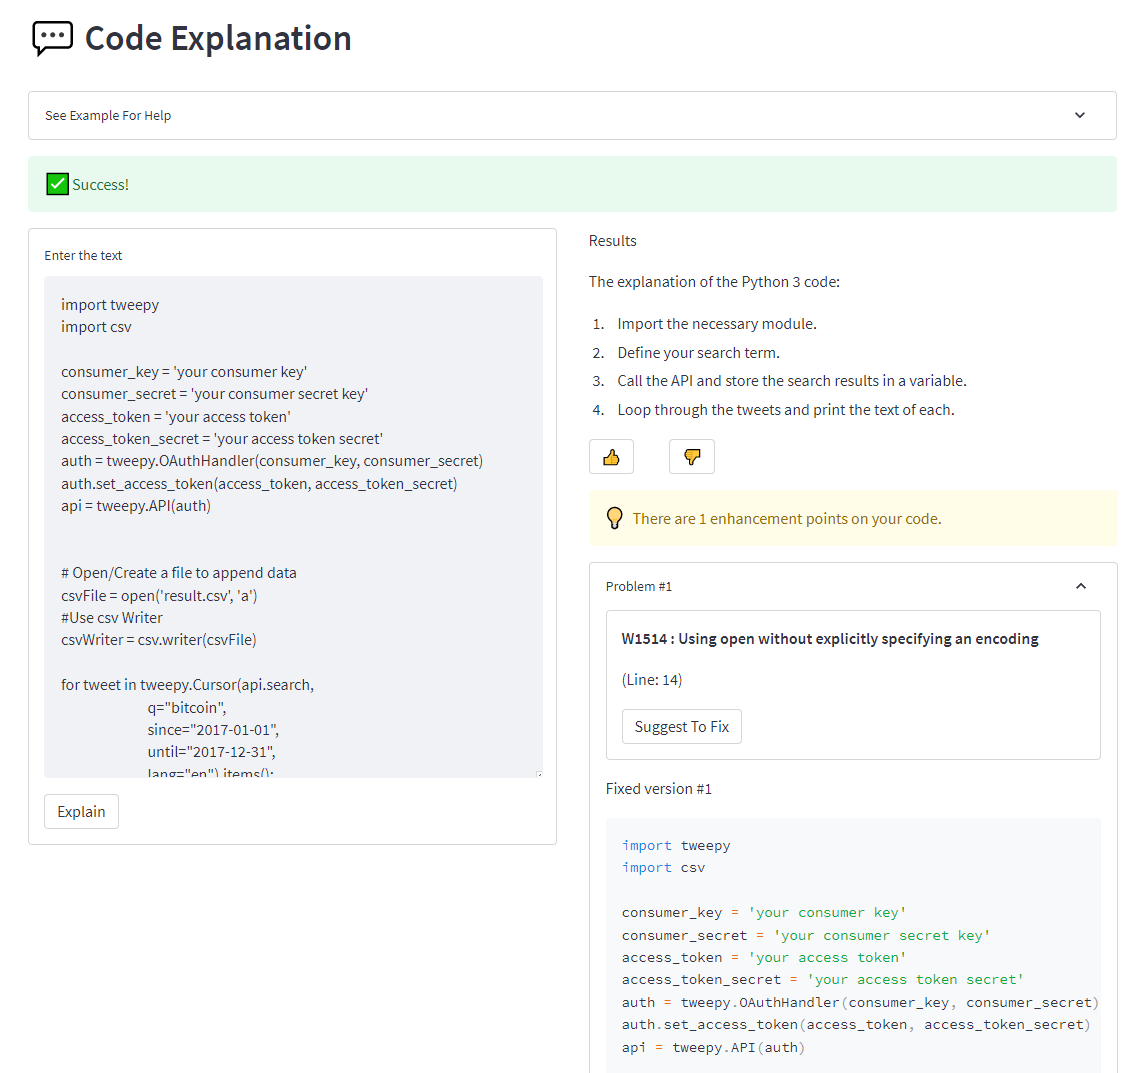 Code Explanation
See Example For Help
Success!
Enter the text
import tweepy
import csv
consumer_key = 'your consumer key'
consumer_secret = 'your consumer secret key'
access_token = 'your access token'
access_token_secret = 'your access token secret'
auth = tweepy.OAuthHandler(consumer_key, consumer_secret)
auth.set_access_token(access_token, access_token_secret)
api = tweepy.API(auth)
# Open/Create a file to append data
csvFile = open('result.csv', 'a')
#Use csv Writer
csvWriter = csv.writer(csvFile)
for tweet in tweepy.Cursor(api.search,
q="bitcoin",
since="2017-01-01",
until="2017-12-31",
lang="en").items():
Explain
Results
The explanation of the Python 3 code:
1. Import the necessary module.
2. Define your search term.
3. Call the API and store the search results in a variable.
4. Loop through the tweets and print the text of each.
There are 1 enhancement points on your code.
Problem #1
W1514 : Using open without explicitly specifying an encoding
(Line: 14)
Suggest To Fix
Fixed version #1
import tweepy
import csv
consumer_key = 'your consumer key'
consumer_secret = 'your consumer secret key'
access_token = 'your access token'
access_token_secret = 'your access token secret'
auth = tweepy.OAuthHandler(consumer_key, consumer_secret)
auth.set_access_token(access_token, access_token_secret)
api = tweepy.API(auth)